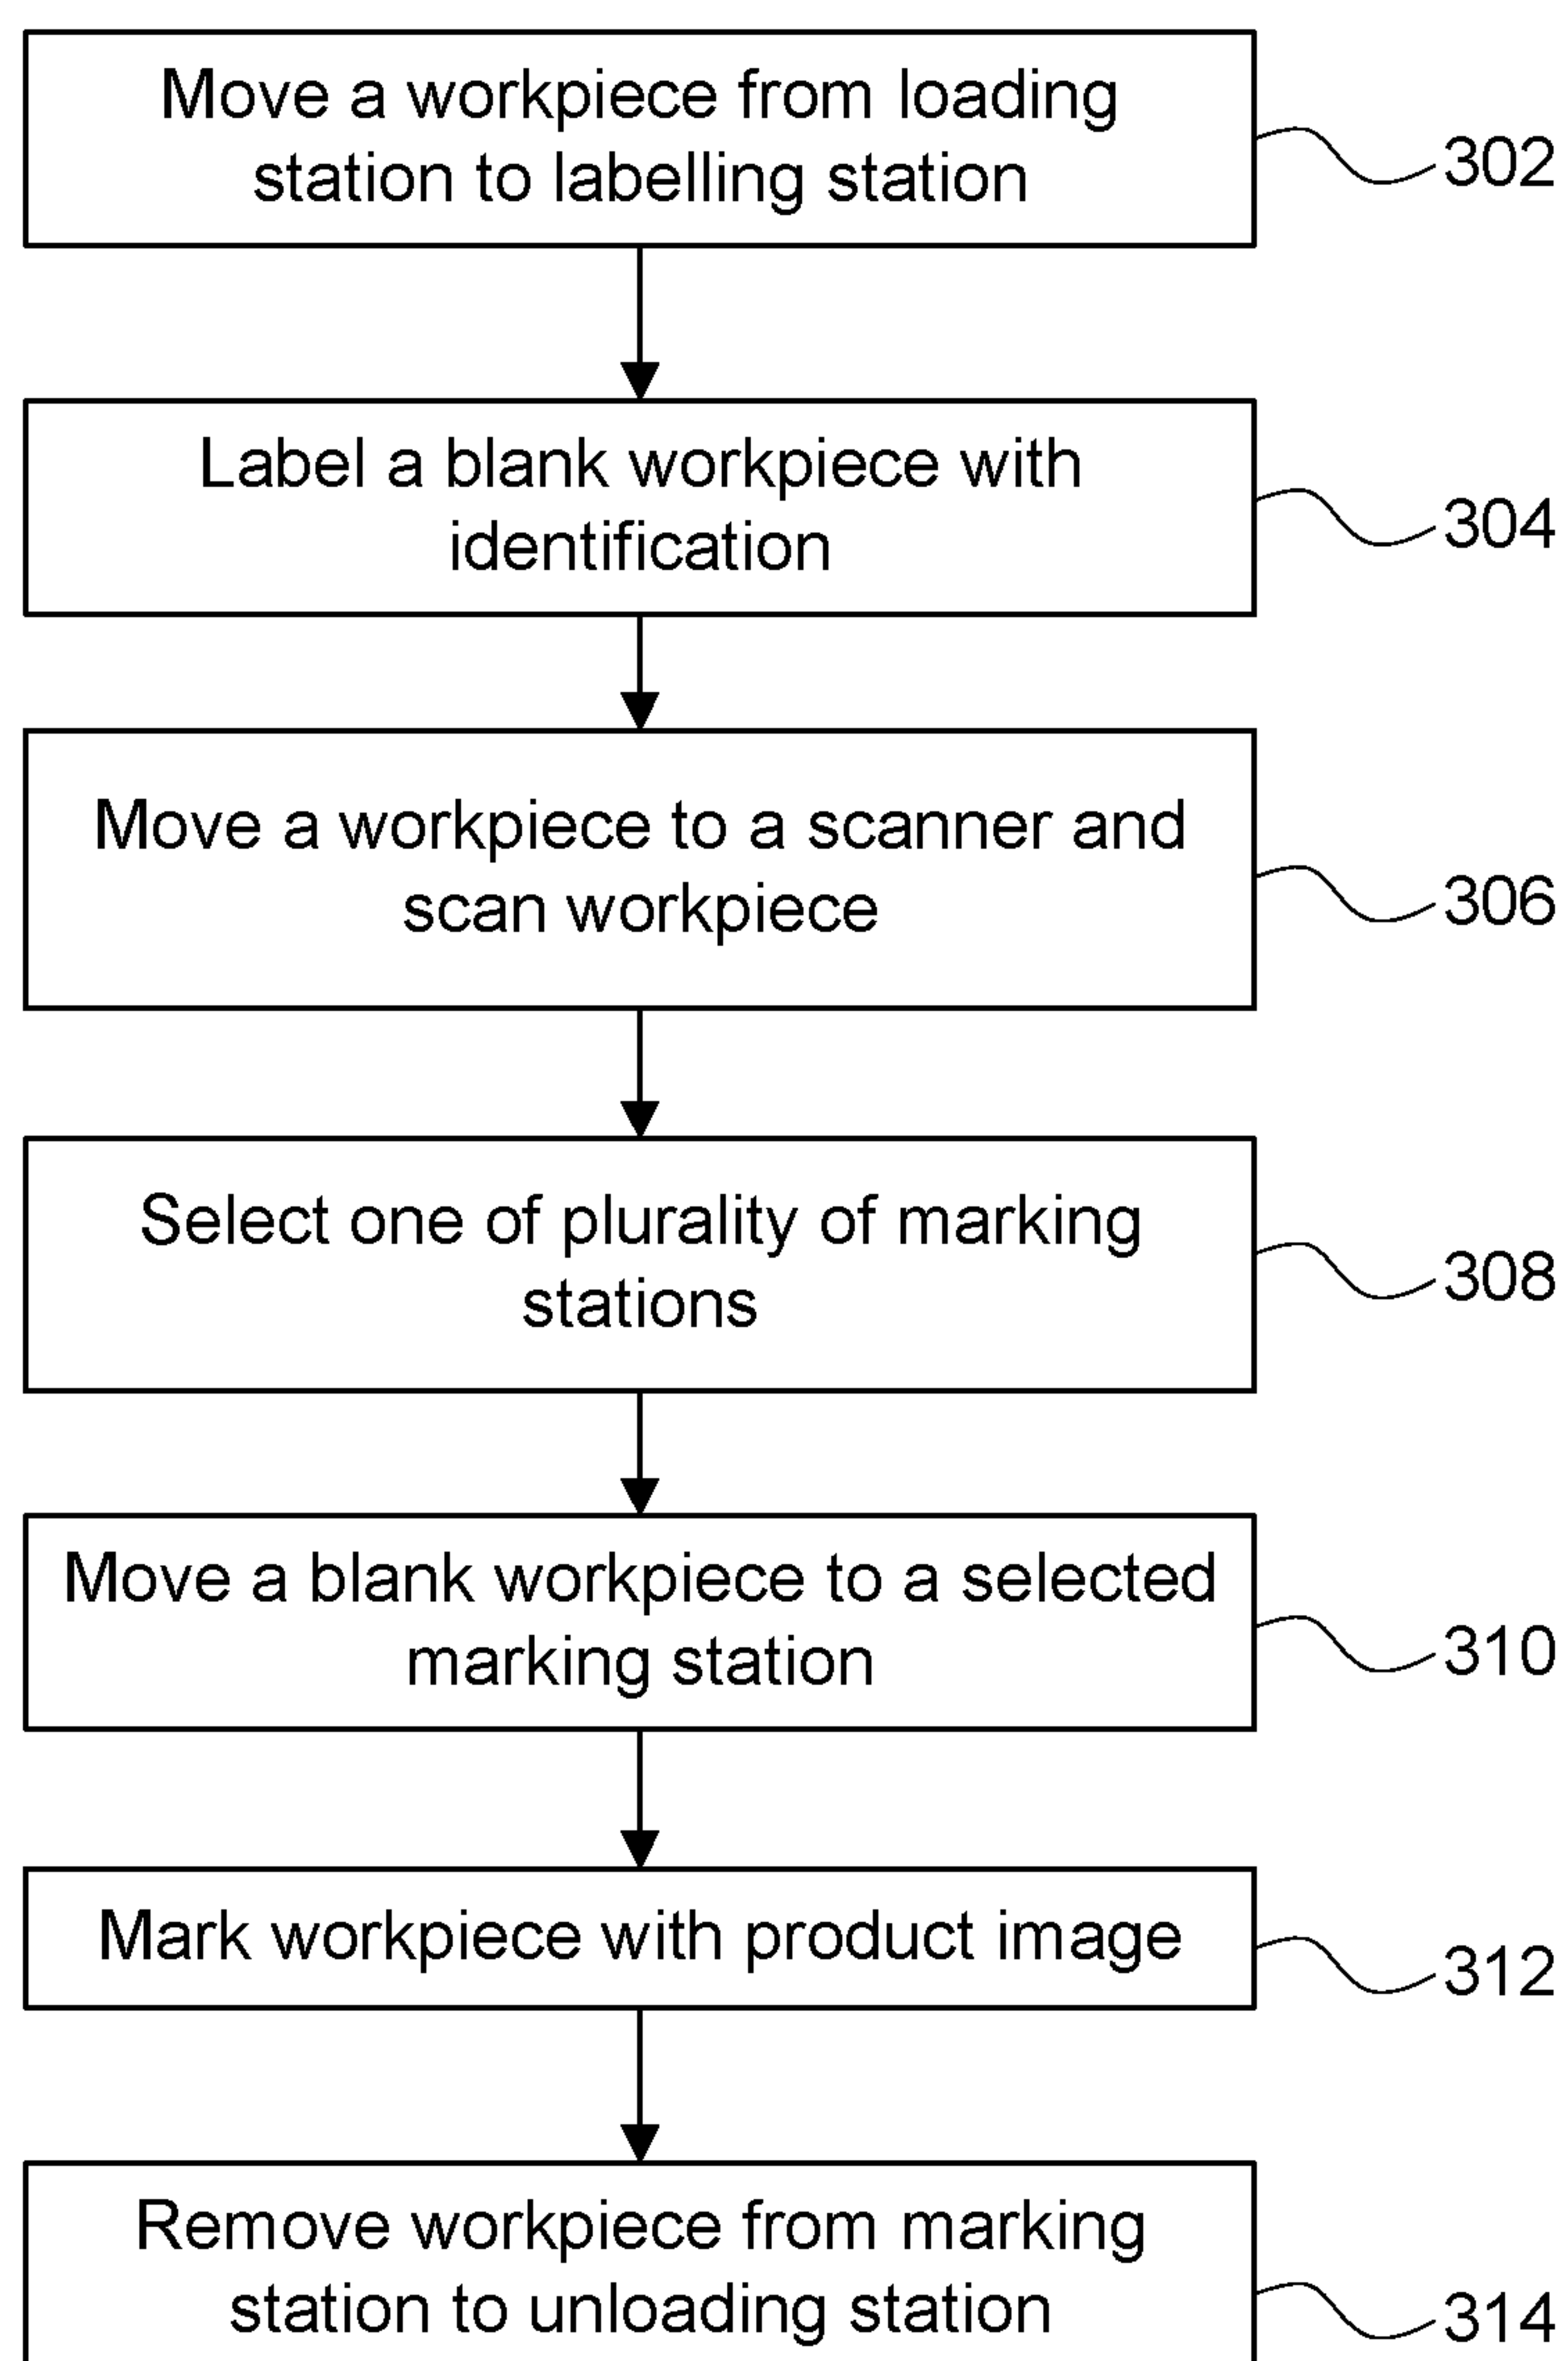 Move a workpiece from loading
station to labelling station
302
Label a blank workpiece with
identification
304
Move a workpiece to a scanner and
scan workpiece
306
Select one of plurality of marking
stations
308
Move a blank workpiece to a selected
marking station
310
Mark workpiece with product image
312
Remove workpiece from marking
station to unloading station
314